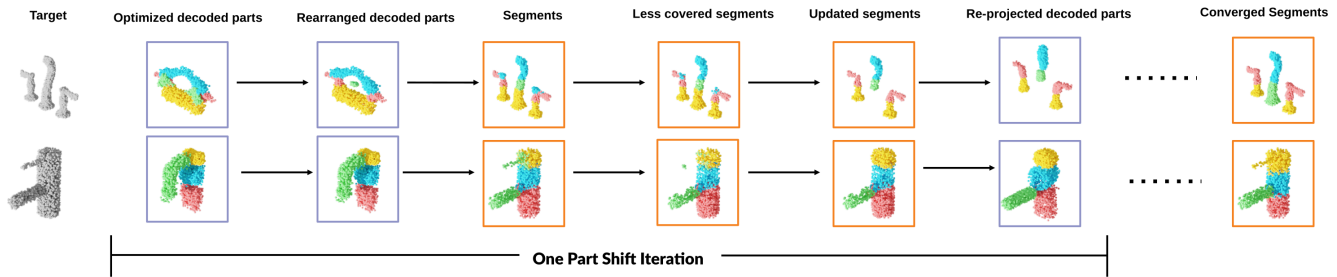 Target
Optimized decoded parts
Rearranged decoded parts
Segments
Less covered segments
Updated segments
Re-projected decoded parts
Converged Segments
One Part Shift Iteration